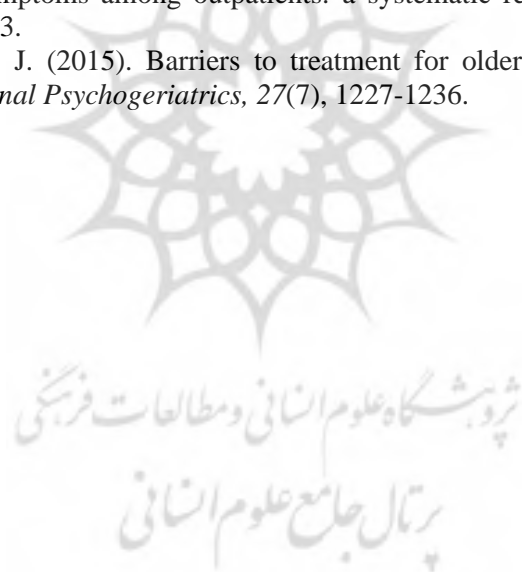 mptoms among outpatients: a systematic re
3.
J. (2015). Barriers to treatment for older
nal Psychogeriatrics, 27(7), 1227-1236.
پژوهشگاه علوم انسانی و مطالعات فرهنگی
پرتال جامع علوم انسانی